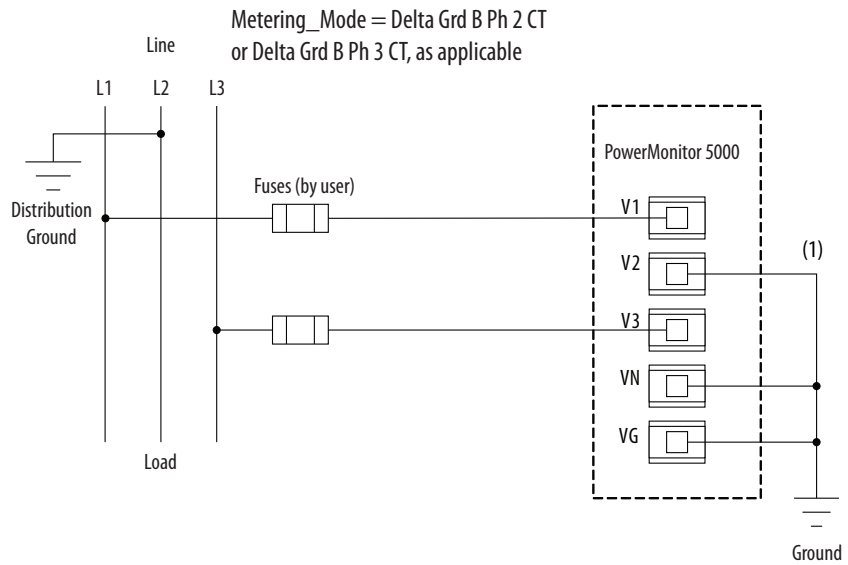 Metering_Mode = Delta Grd B Ph 2 CT
or Delta Grd B Ph 3 CT, as applicable
Line
L1 L2 L3
PowerMonitor 5000
Fuses (by user)
Distribution
Ground
V1
V2
(1)
V3
VN
VG
Load
Ground